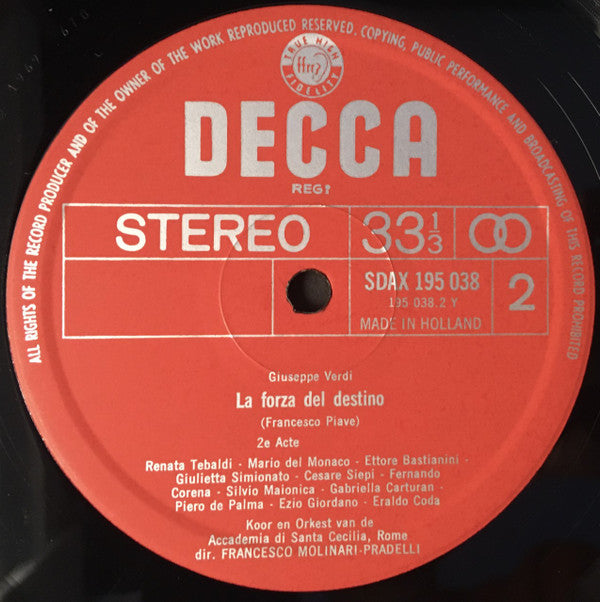 ALL RIGHTS OF THE RECORD PRODUCER AND OF THE OWNER OF THE WORK REPRODUCED RESERVED. COPYING, PUBLIC PERFORMANCE AND BROADCASTING OF THIS RECORD PROHIBITED
TRUE HIGH
ffrr
FIDELITY
DECCA
REGᴰ
STEREO 33⅓
SDAX 195 038
195 038.2 Y
MADE IN HOLLAND
2
Giuseppe Verdi
La forza del destino
(Francesco Piave)
2e Acte
Renata Tebaldi - Mario del Monaco - Ettore Bastianini -
Giulietta Simionato - Cesare Siepi - Fernando
Corena - Silvio Maionica - Gabriella Carturan -
Piero de Palma - Ezio Giordano - Eraldo Coda
Koor en Orkest van de
Accademia di Santa Cecilia, Rome
dir. FRANCESCO MOLINARI-PRADELLI